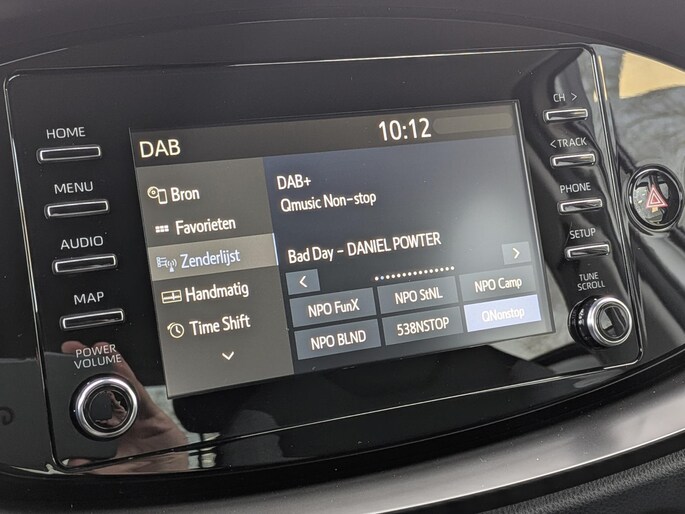 HOME
MENU
AUDIO
MAP
POWER
VOLUME
DAB
10:12
Bron
Favorieten
Zenderlijst
Handmatig
Time Shift
DAB+
Qmusic Non-stop
Bad Day - DANIEL POWTER
NPO FunX
NPO StNL
NPO Camp
NPO BLND
538NSTOP
QNonstop
CH >
< TRACK
PHONE
SETUP
TUNE
SCROLL